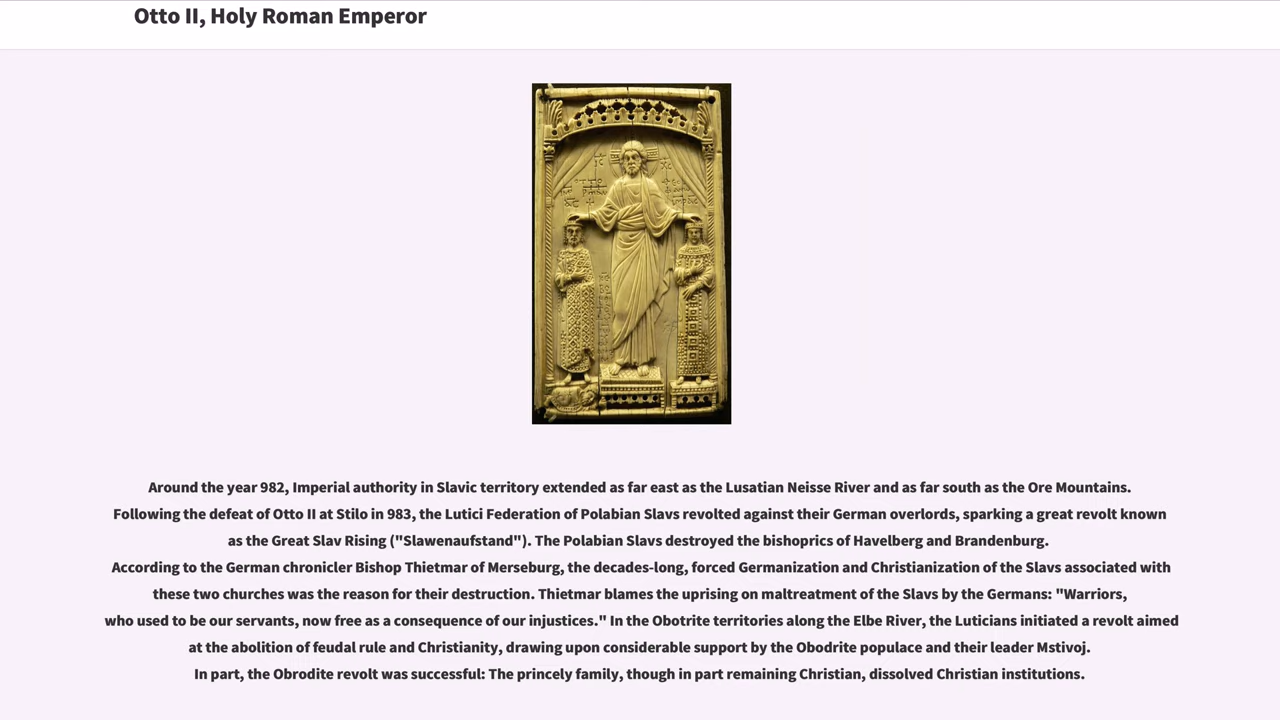 Otto II, Holy Roman Emperor
Around the year 982, Imperial authority in Slavic territory extended as far east as the Lusatian Neisse River and as far south as the Ore Mountains.
Following the defeat of Otto II at Stilo in 983, the Lutici Federation of Polabian Slavs revolted against their German overlords, sparking a great revolt known
as the Great Slav Rising ("Slawenaufstand"). The Polabian Slavs destroyed the bishoprics of Havelberg and Brandenburg.
According to the German chronicler Bishop Thietmar of Merseburg, the decades-long, forced Germanization and Christianization of the Slavs associated with
these two churches was the reason for their destruction. Thietmar blames the uprising on maltreatment of the Slavs by the Germans: "Warriors,
who used to be our servants, now free as a consequence of our injustices." In the Obotrite territories along the Elbe River, the Luticians initiated a revolt aimed
at the abolition of feudal rule and Christianity, drawing upon considerable support by the Obodrite populace and their leader Mstivoj.
In part, the Obrodite revolt was successful: The princely family, though in part remaining Christian, dissolved Christian institutions.